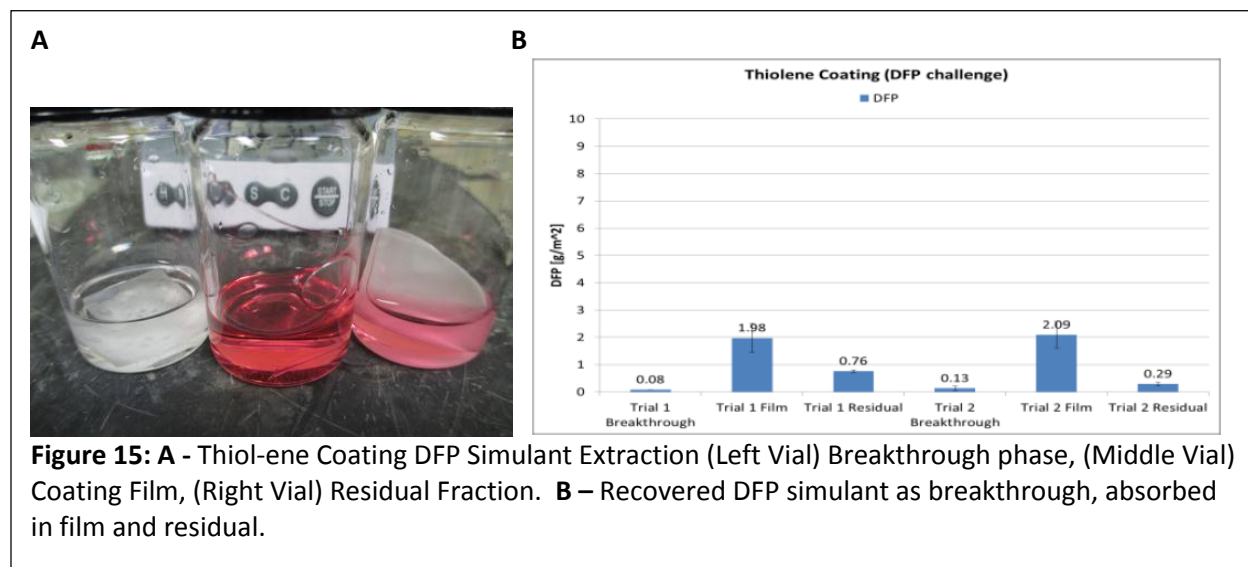 A
B
Thiolene Coating (DFP challenge)
DFP
10
9
8
7
6
5
4
3
2
1
0
DFP [g/m^2]
0.08
1.98
0.76
0.13
2.09
0.29
Trial 1
Breakthrough
Trial 1 Film
Trial 1 Residual
Trial 2
Breakthrough
Trial 2 Film
Trial 2 Residual
S C
START
STOP
Figure 15: A - Thiol-ene Coating DFP Simulant Extraction (Left Vial) Breakthrough phase, (Middle Vial)
Coating Film, (Right Vial) Residual Fraction. B – Recovered DFP simulant as breakthrough, absorbed
in film and residual.